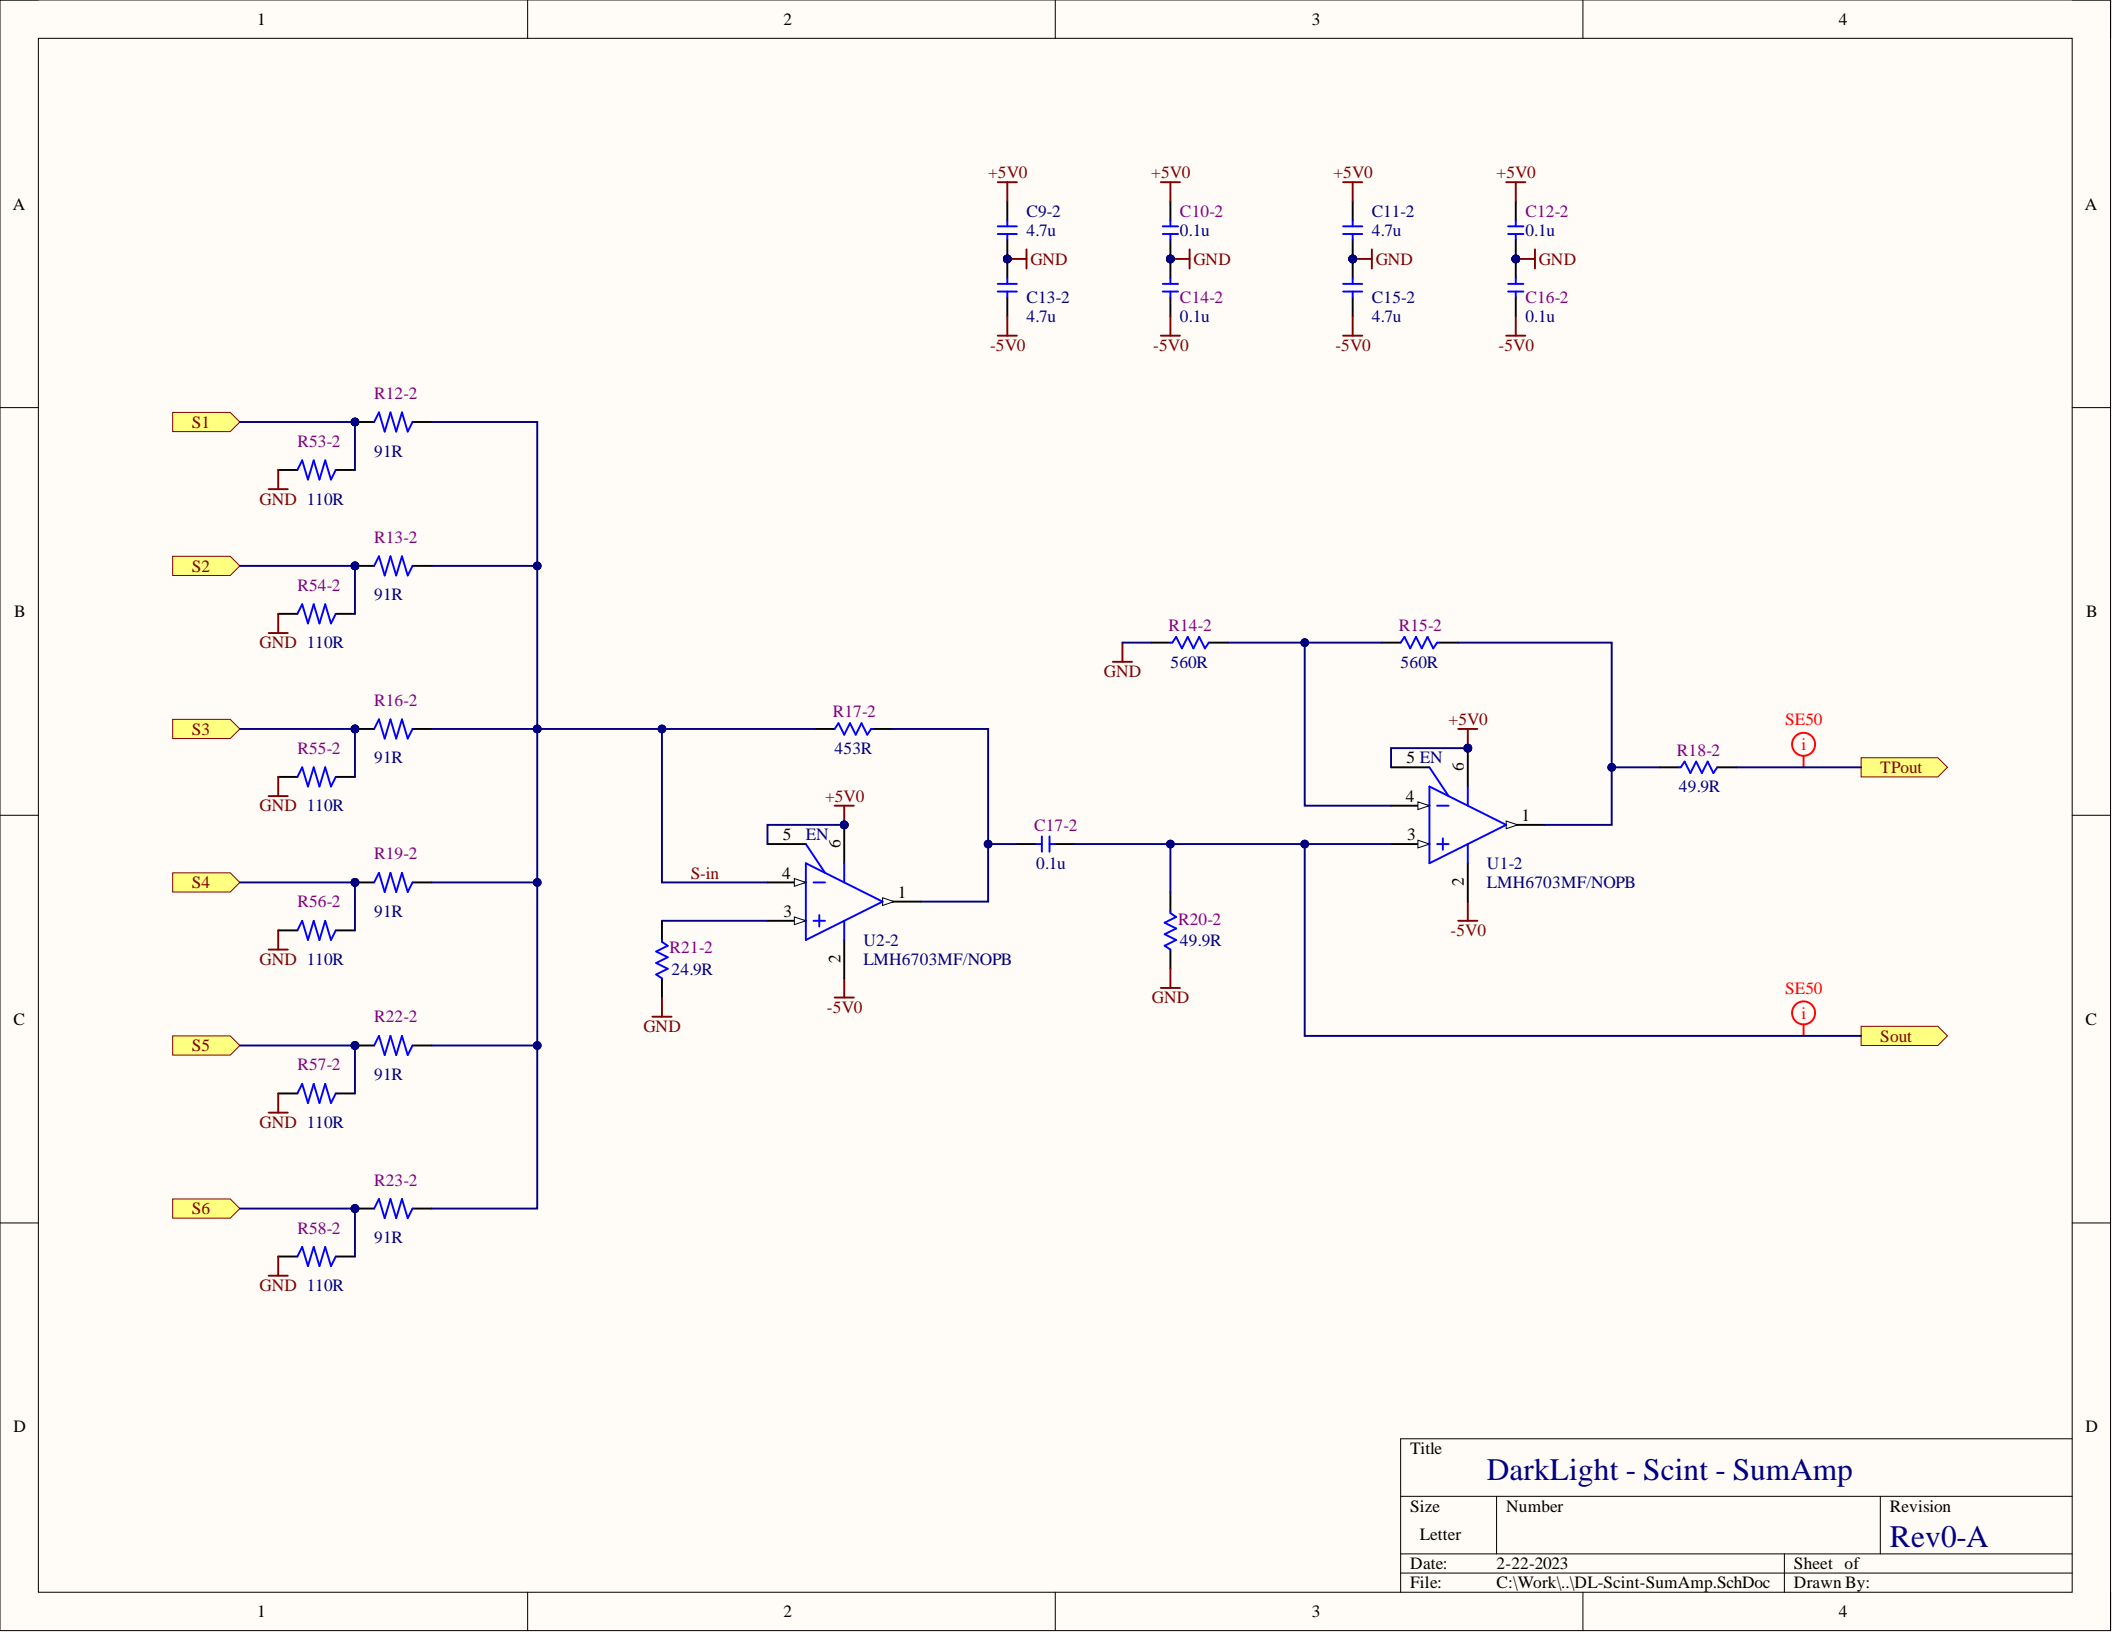 1 2 3 4
A A
B B
C C
D D
+5V0 +5V0 +5V0 +5V0
C9-2 C10-2 C11-2 C12-2
4.7u 0.1u 4.7u 0.1u
GND GND GND GND
C13-2 C14-2 C15-2 C16-2
4.7u 0.1u 4.7u 0.1u
-5V0 -5V0 -5V0 -5V0
R12-2
S1
R53-2 91R
GND 110R
R13-2
S2
R54-2 91R
GND 110R
R16-2
S3
R55-2 91R
GND 110R
R19-2
S4
R56-2 91R
GND 110R
R22-2
S5
R57-2 91R
GND 110R
R23-2
S6
R58-2 91R
GND 110R
R17-2
453R
+5V0
5 EN 6
S-in 4
3 1
2
U2-2
LMH6703MF/NOPB
-5V0
R21-2
24.9R
GND
C17-2
0.1u
R20-2
49.9R
GND
R14-2
560R
GND
R15-2
560R
+5V0
5 EN 6
4
3 1
2
U1-2
LMH6703MF/NOPB
-5V0
R18-2
49.9R
SE50
i
TPout
SE50
i
Sout
Title
DarkLight - Scint - SumAmp
Size Number Revision
Letter Rev0-A
Date: 2-22-2023 Sheet of
File: C:\Work\..\DL-Scint-SumAmp.SchDoc Drawn By:
1 2 3 4